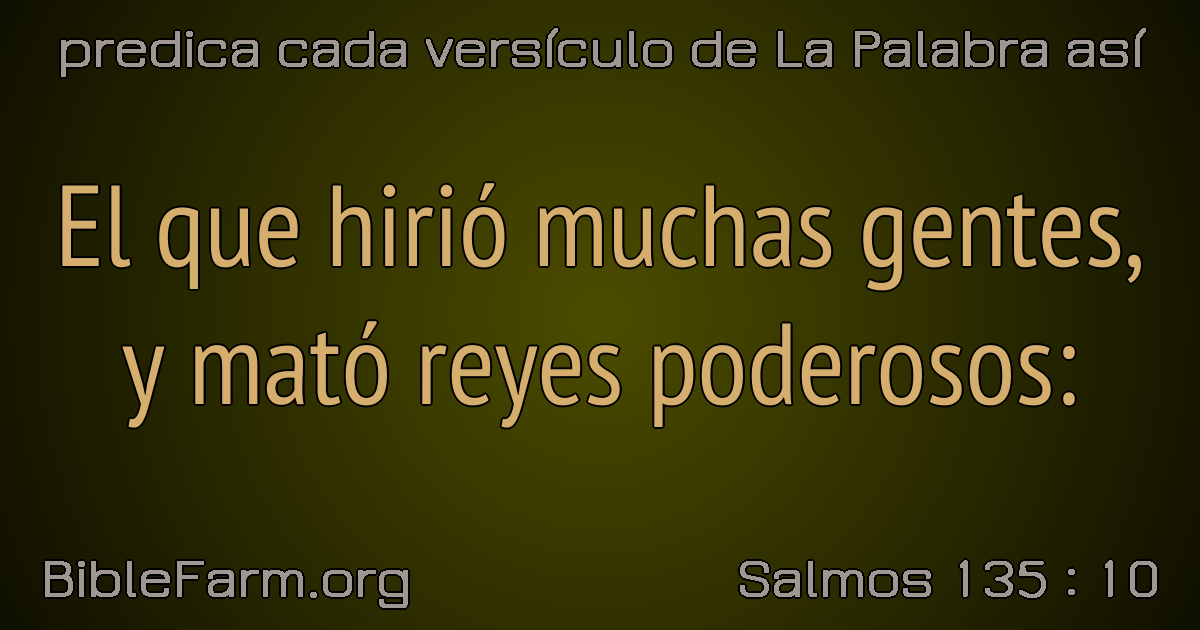 predica cada versículo de La Palabra así
El que hirió muchas gentes,
y mató reyes poderosos:
BibleFarm.org
Salmos 135 : 10